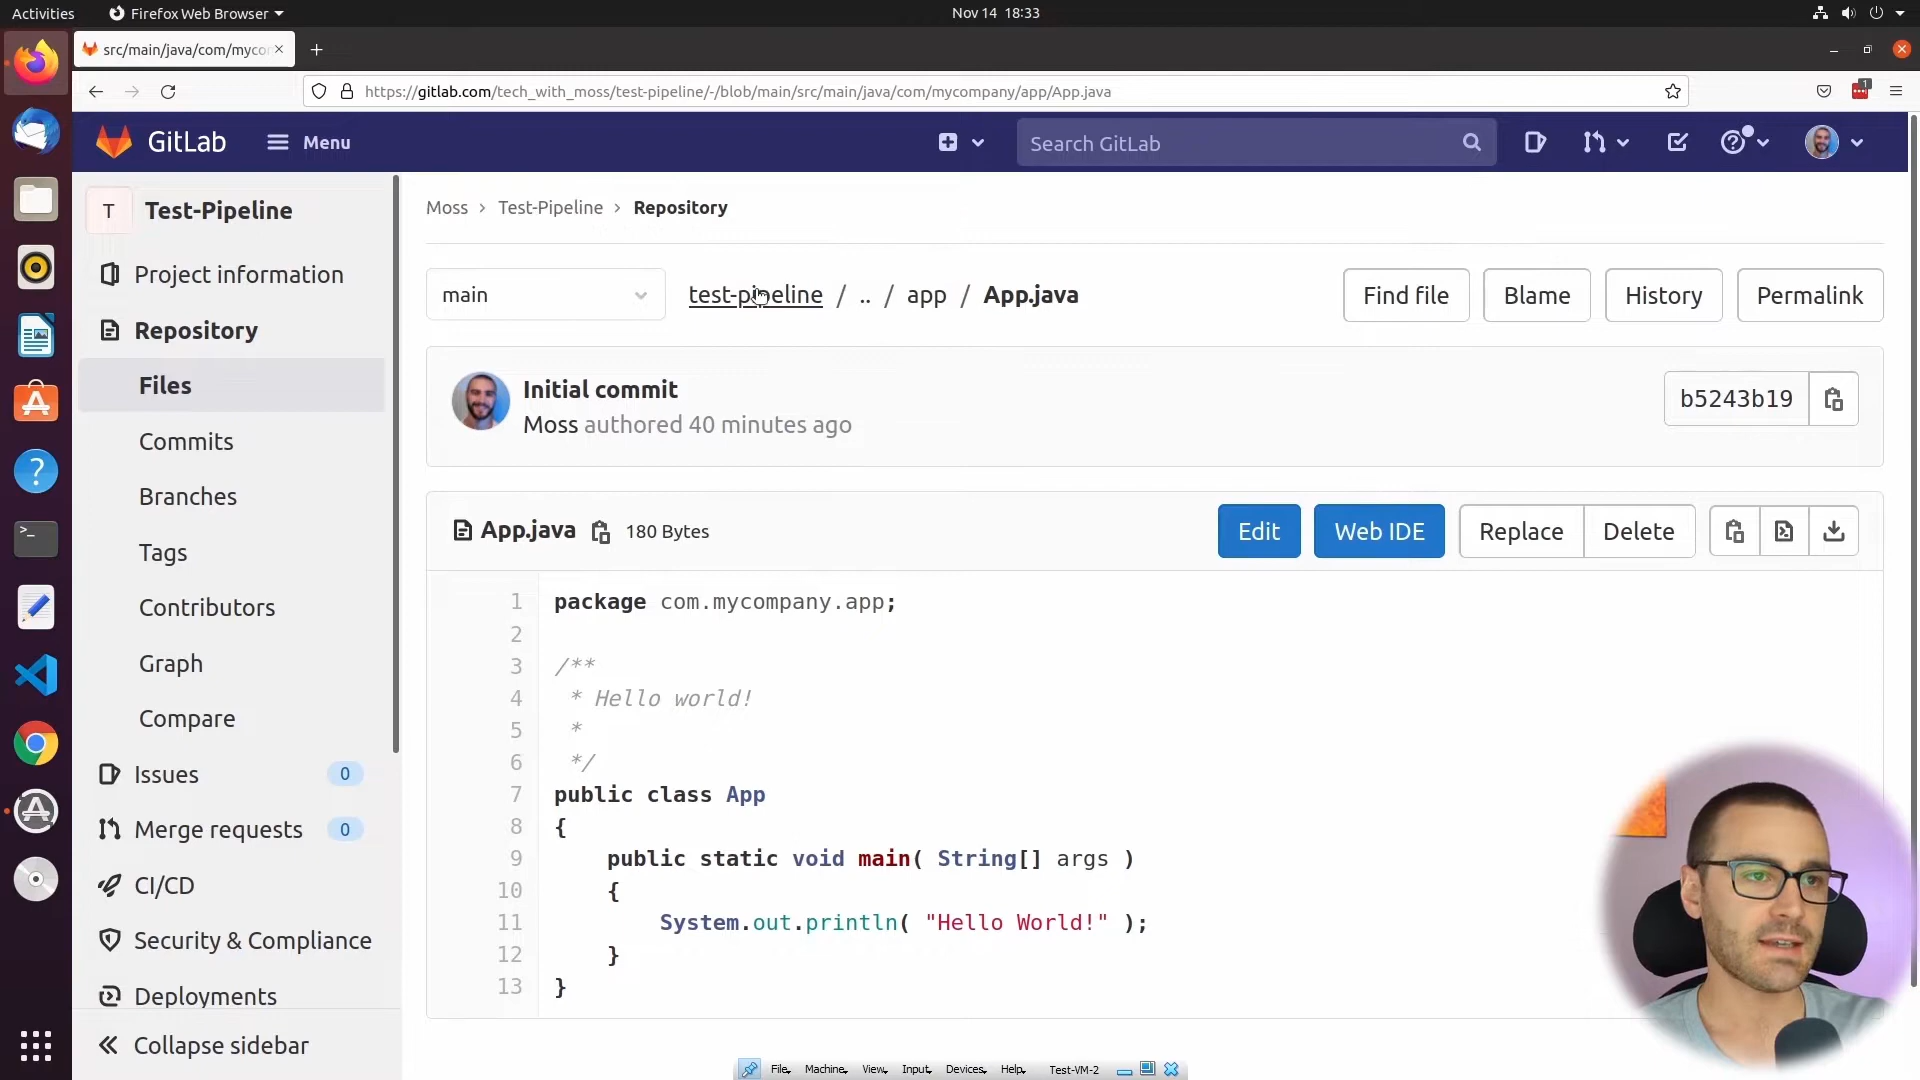 Activities
Firefox Web Browser
Nov 14 18:33
src/main/java/com/myco
https://gitlab.com/tech_with_moss/test-pipeline/-/blob/main/src/main/java/com/mycompany/app/App.java
1
GitLab
Menu
Search GitLab
T
Test-Pipeline
Project information
Repository
Files
Commits
Branches
Tags
Contributors
Graph
Compare
Issues 0
Merge requests 0
CI/CD
Security & Compliance
Deployments
Collapse sidebar
Moss › Test-Pipeline › Repository
main
test-pipeline / .. / app / App.java
Find file
Blame
History
Permalink
Initial commit
Moss authored 40 minutes ago
b5243b19
App.java
180 Bytes
Edit
Web IDE
Replace
Delete
1 package com.mycompany.app;
2
3 /**
4 * Hello world!
5 *
6 */
7 public class App
8 {
9 public static void main( String[] args )
10 {
11 System.out.println( "Hello World!" );
12 }
13 }
File Machine View Input Devices Help Test-VM-2